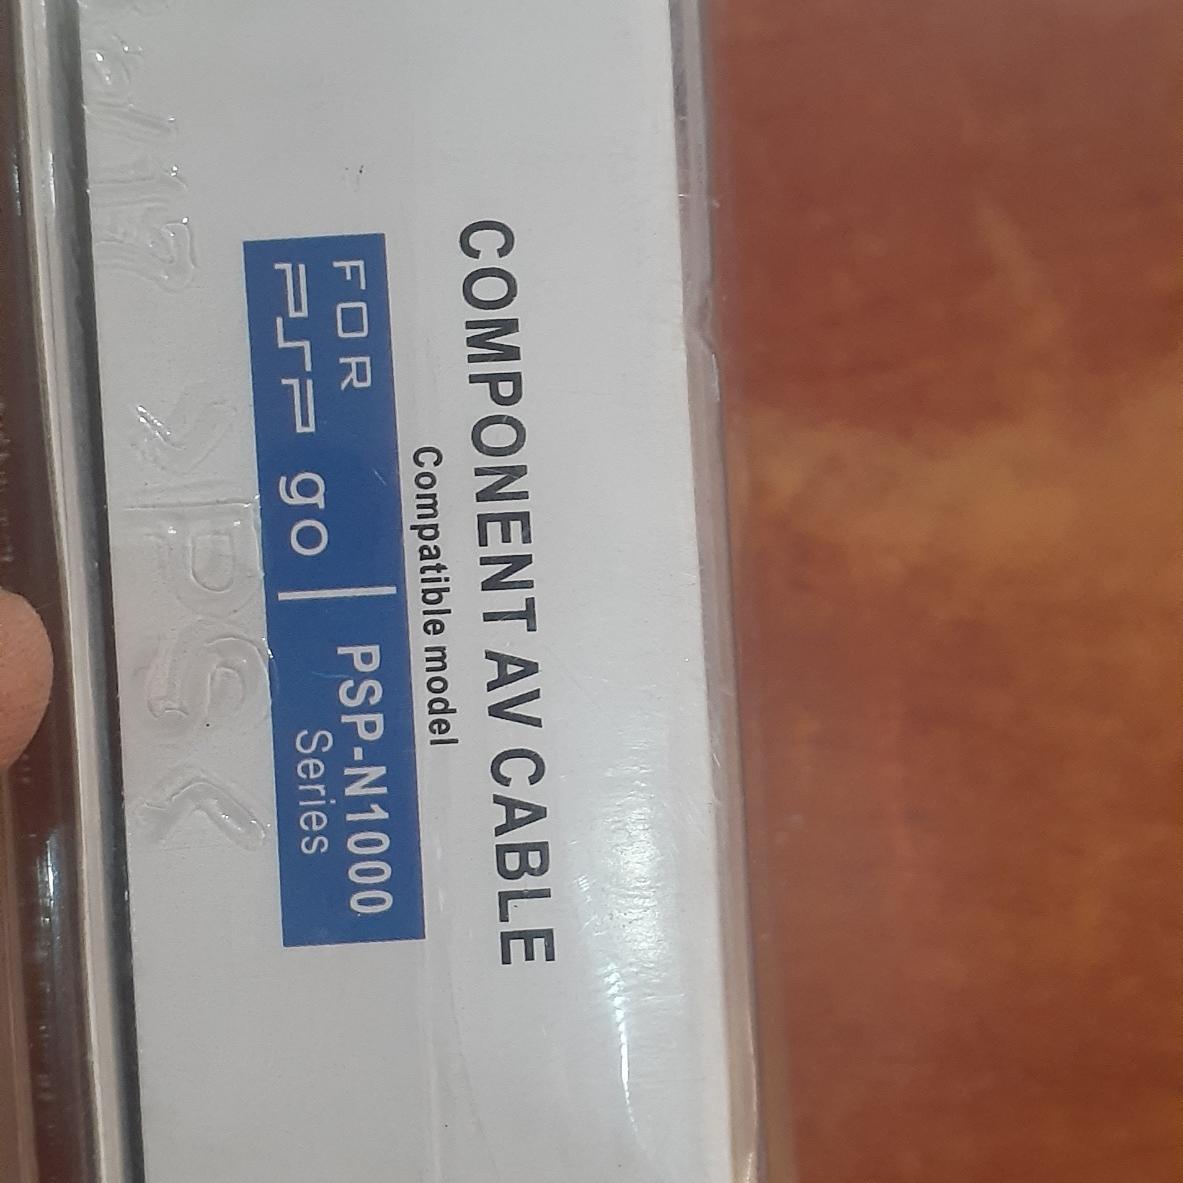 COMPONENT AV CABLE
Compatible model
FOR
PSP go
PSP-N1000
Series